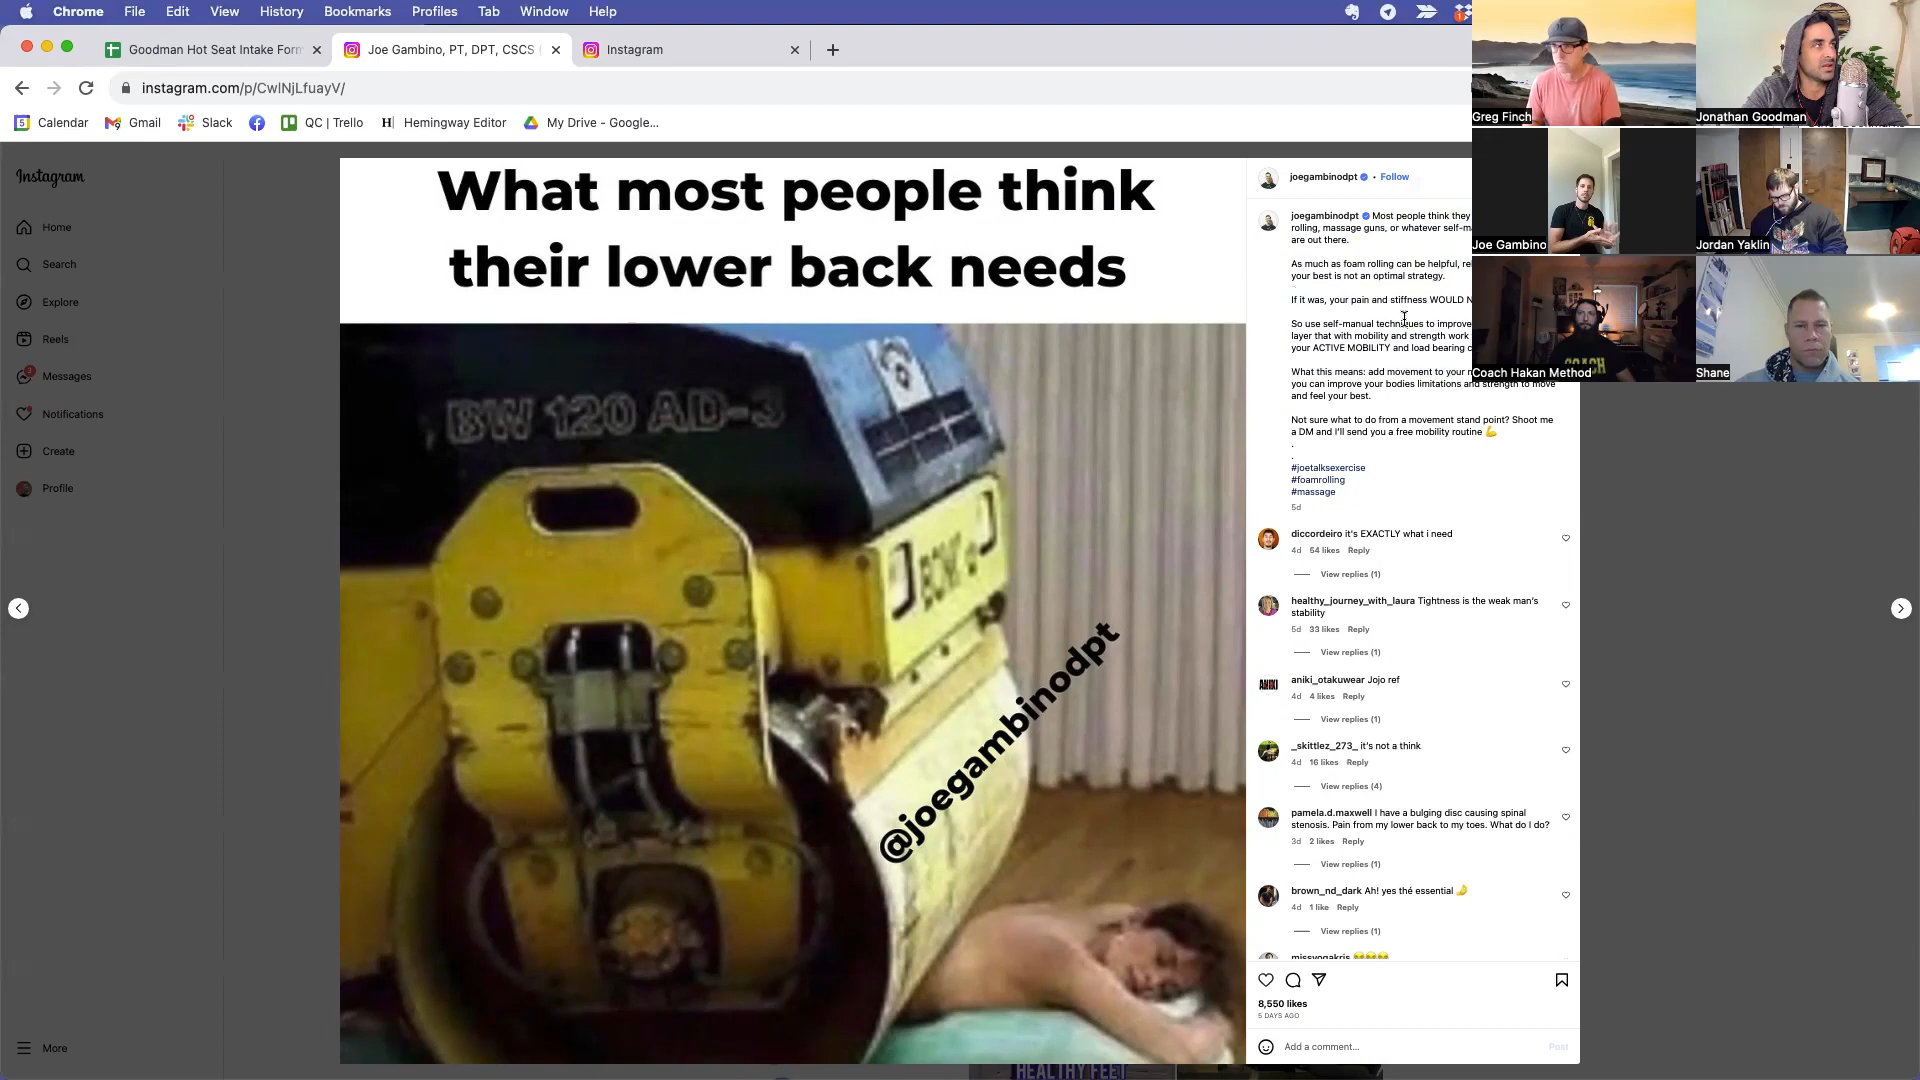 Chrome File Edit View History Bookmarks Profiles Tab Window Help
Goodman Hot Seat Intake Form
Joe Gambino, PT, DPT, CSCS
Instagram
instagram.com/p/CwlNjLfuayV/
Calendar Gmail Slack QC | Trello Hemingway Editor My Drive - Google...
Instagram
Home
Search
Explore
Reels
Messages
Notifications
Create
Profile
More
What most people think
their lower back needs
BW 120 AD-3
BOMAG
@joegambinodpt
joegambinodpt • Follow
joegambinodpt Most people think they
rolling, massage guns, or whatever self-m
are out there.
As much as foam rolling can be helpful, re
your best is not an optimal strategy.
If it was, your pain and stiffness WOULD N
So use self-manual techniques to improve
layer that with mobility and strength work
your ACTIVE MOBILITY and load bearing c
What this means: add movement to your
you can improve your bodies limitations and strength to move
and feel your best.
Not sure what to do from a movement stand point? Shoot me
a DM and I'll send you a free mobility routine 💪
.
.
#joetalksexercise
#foamrolling
#massage
5d
diccordeiro it's EXACTLY what i need
4d 54 likes Reply
View replies (1)
healthy_journey_with_laura Tightness is the weak man's
stability
5d 33 likes Reply
View replies (1)
aniki_otakuwear Jojo ref
4d 4 likes Reply
View replies (1)
_skittlez_273_ it's not a think
4d 16 likes Reply
View replies (4)
pamela.d.maxwell I have a bulging disc causing spinal
stenosis. Pain from my lower back to my toes. What do I do?
3d 2 likes Reply
View replies (1)
brown_nd_dark Ah! yes thé essential 🤌
4d 1 like Reply
View replies (1)
missyogakris
8,550 likes
5 DAYS AGO
Add a comment...
Post
HEALTHY FEET
Greg Finch
Jonathan Goodman
Joe Gambino
Jordan Yaklin
COACH
Coach Hakan Method
Shane